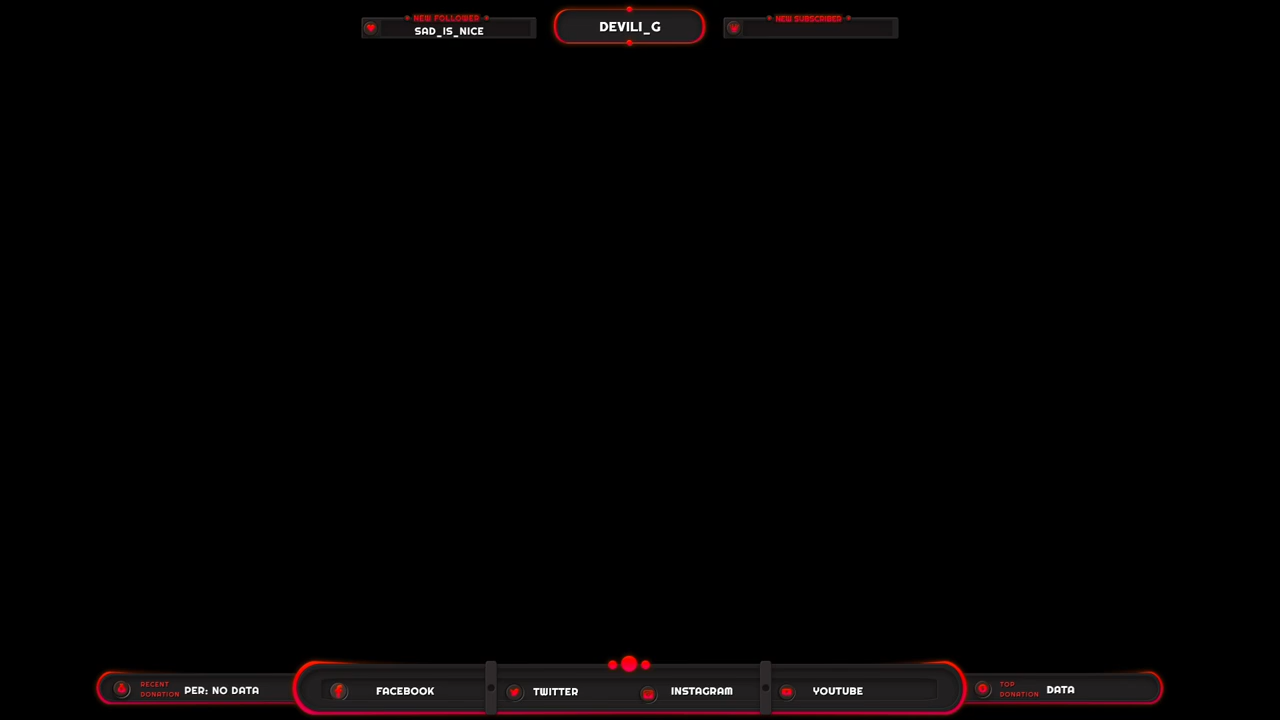 NEW FOLLOWER
SAD_IS_NICE
DEVILI_G
NEW SUBSCRIBER
RECENT
DONATION
PER: NO DATA
FACEBOOK
TWITTER
INSTAGRAM
YOUTUBE
TOP
DONATION
DATA